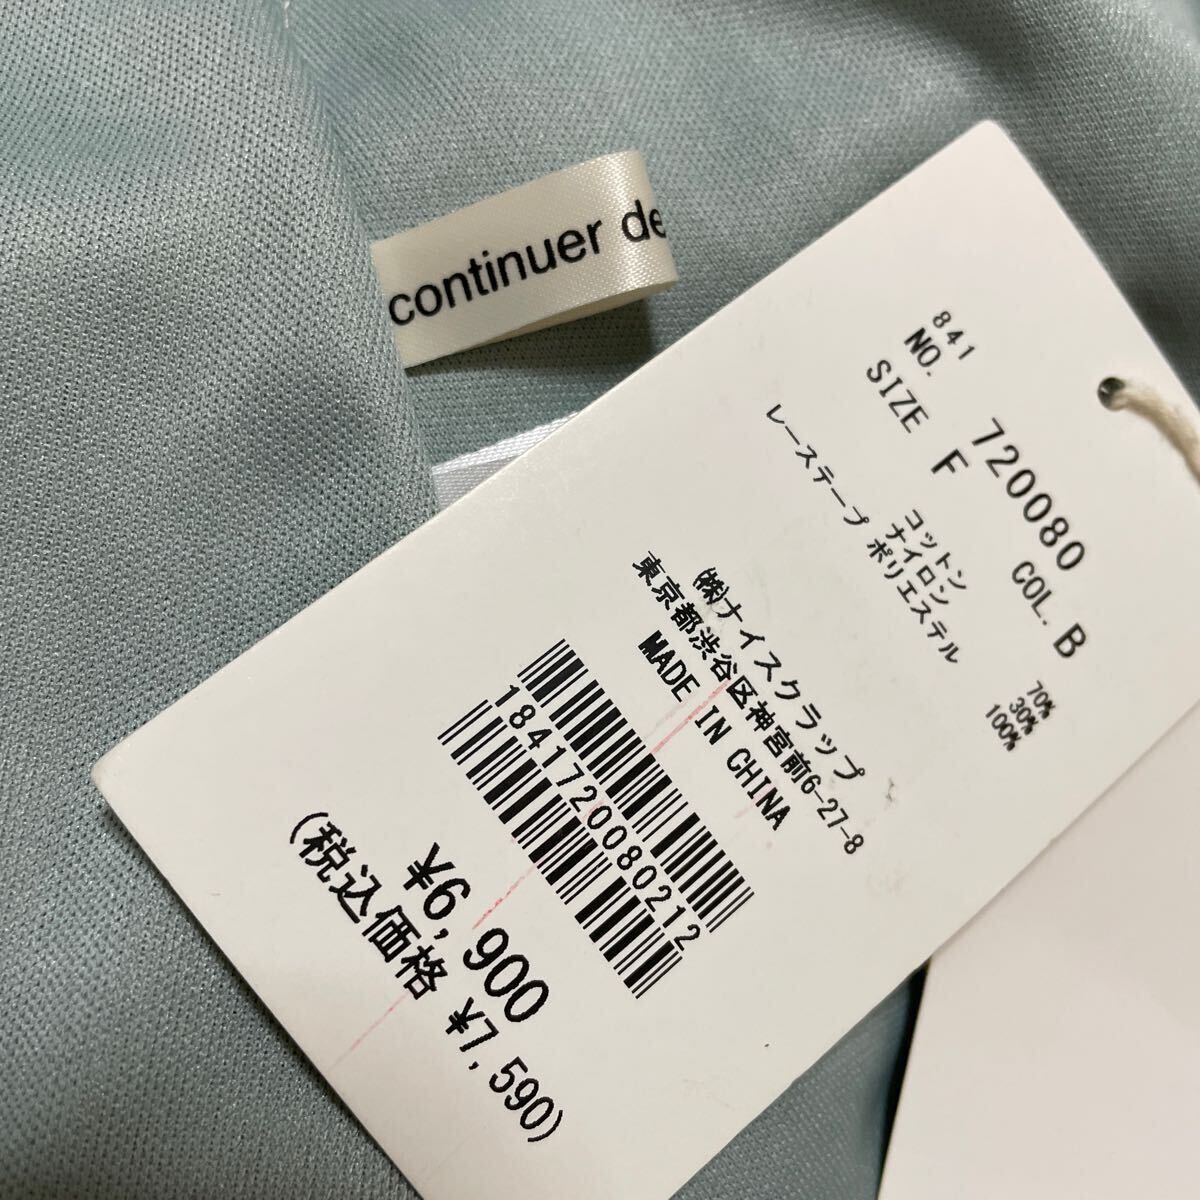 continuer de
841
NO. 720080 COL. B
SIZE F
コットン 70%
ナイロン 30%
レーステープ ポリエステル 100%
㈱ナイスクラップ
東京都渋谷区神宮前6-27-8
MADE IN CHINA
1841720080212
¥6,900
(税込価格 ¥7,590)